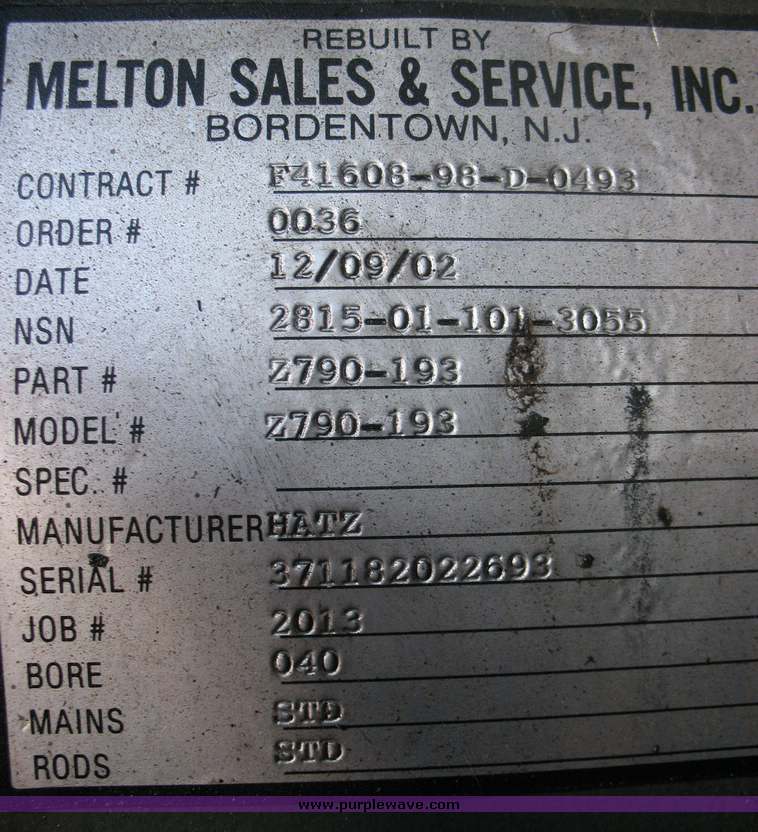 REBUILT BY
MELTON SALES & SERVICE, INC.
BORDENTOWN, N.J.
CONTRACT # F41608-98-D-0493
ORDER # 0036
DATE 12/09/02
NSN 2815-01-101-3055
PART # Z790-193
MODEL # Z790-193
SPEC. #
MANUFACTURER HATZ
SERIAL # 371182022693
JOB # 2013
BORE 040
MAINS STD
RODS STD
www.purplewave.com